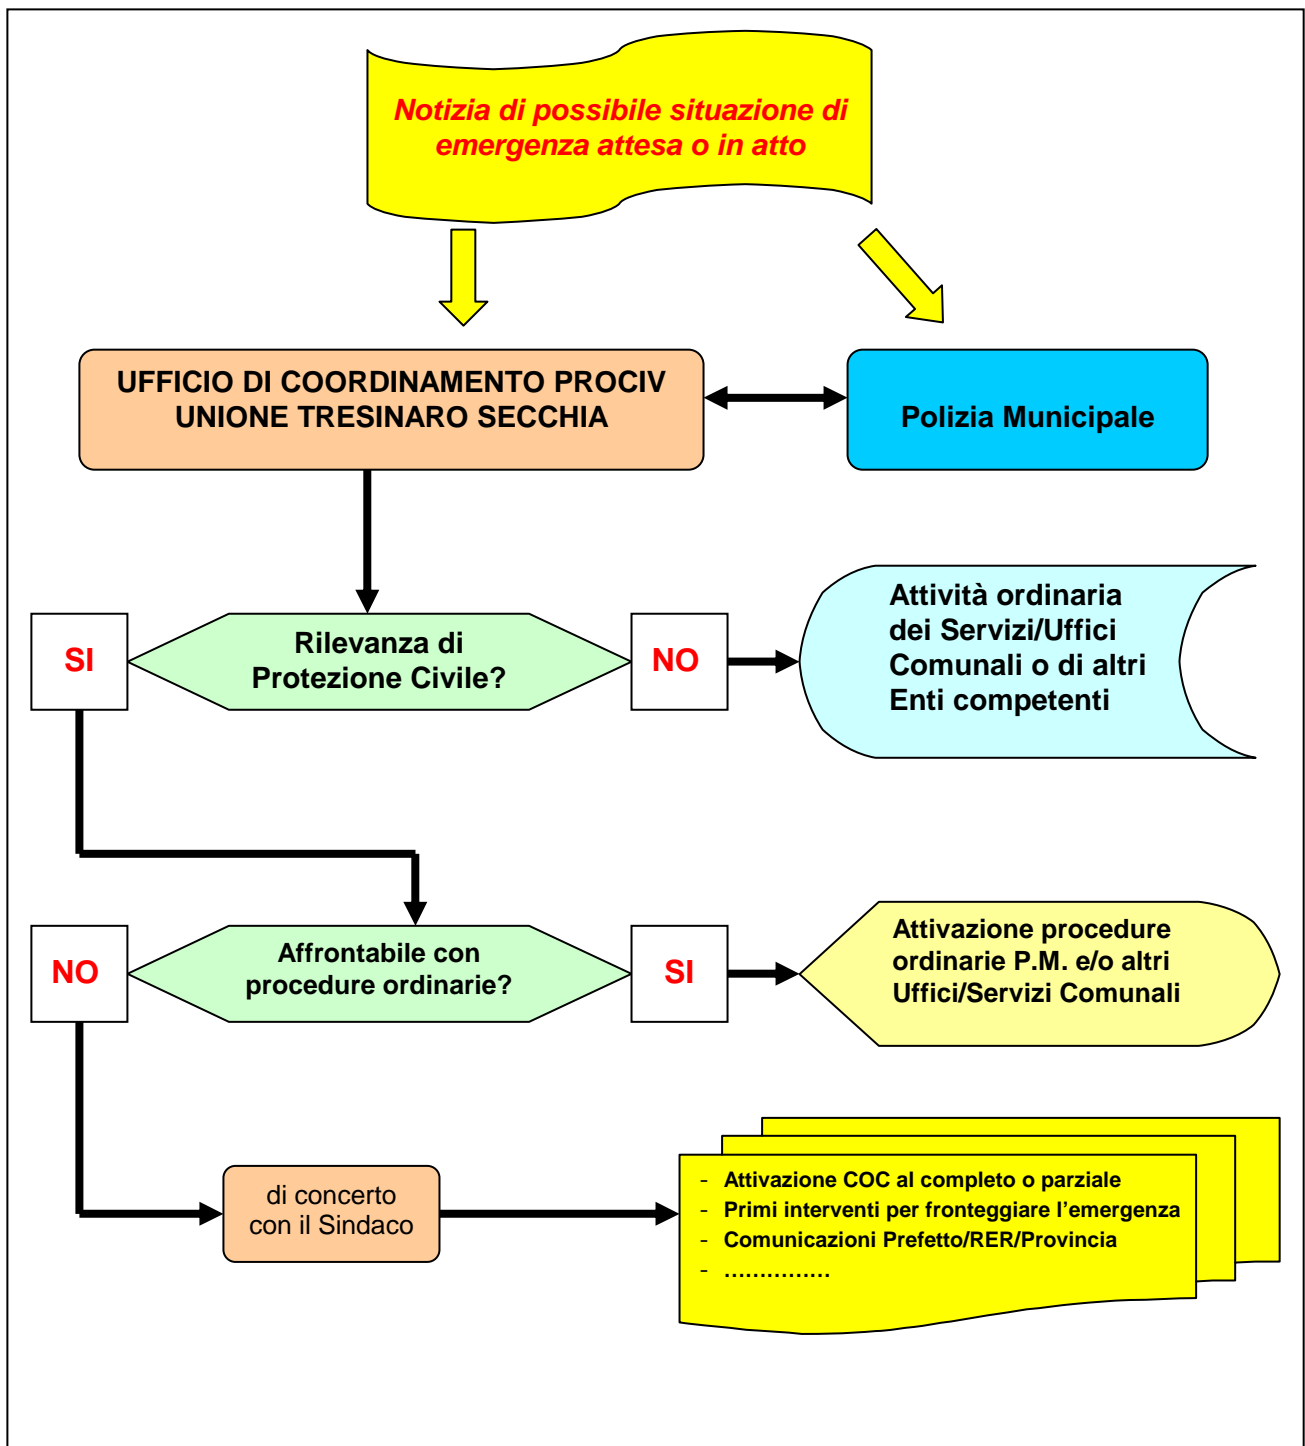 Notizia di possibile situazione di
emergenza attesa o in atto
UFFICIO DI COORDINAMENTO PROCIV
UNIONE TRESINARO SECCHIA
Polizia Municipale
SI
Rilevanza di
Protezione Civile?
NO
Attività ordinaria
dei Servizi/Uffici
Comunali o di altri
Enti competenti
NO
Affrontabile con
procedure ordinarie?
SI
Attivazione procedure
ordinarie P.M. e/o altri
Uffici/Servizi Comunali
di concerto
con il Sindaco
- Attivazione COC al completo o parziale
- Primi interventi per fronteggiare l’emergenza
- Comunicazioni Prefetto/RER/Provincia
- ……………